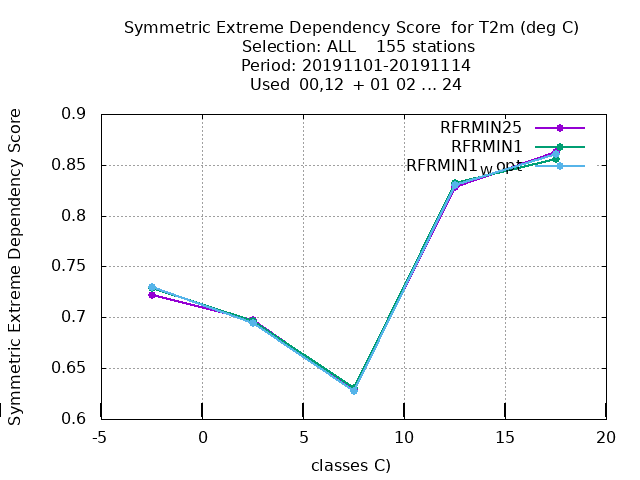 Symmetric Extreme Dependency Score  for T2m (deg C)
Selection: ALL    155 stations
Period: 20191101-20191114
Used  00,12  + 01 02 ... 24
Symmetric Extreme Dependency Score
0.9
0.85
0.8
0.75
0.7
0.65
0.6
RFRMIN25
RFRMIN1
RFRMIN1wopt
-5
0
5
10
15
20
classes C)